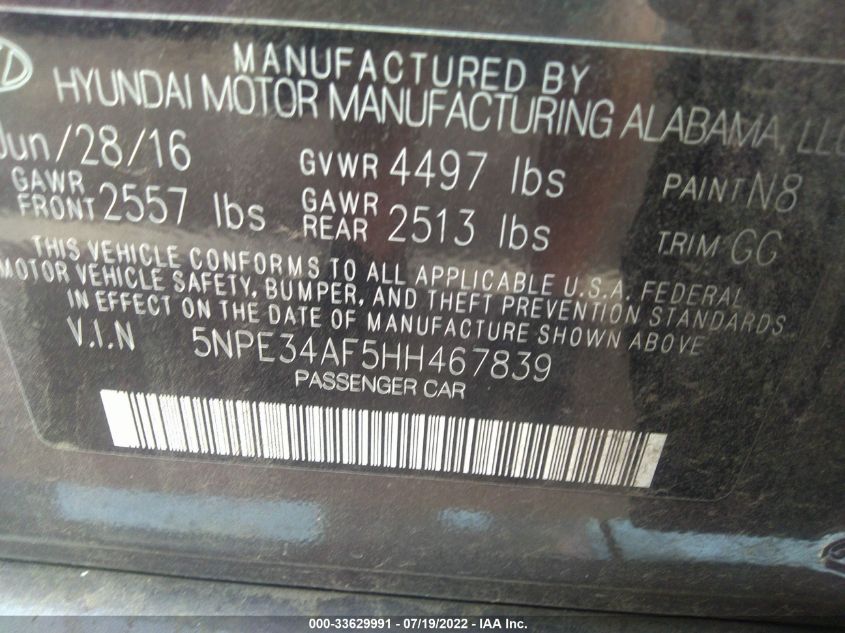 MANUFACTURED BY
HYUNDAI MOTOR MANUFACTURING ALABAMA, LLC
Jun/28/16 GVWR 4497 lbs PAINT N8
GAWR FRONT 2557 lbs GAWR REAR 2513 lbs TRIM GG
THIS VEHICLE CONFORMS TO ALL APPLICABLE U.S.A. FEDERAL
MOTOR VEHICLE SAFETY, BUMPER, AND THEFT PREVENTION STANDARDS
IN EFFECT ON THE DATE OF MANUFACTURE SHOWN ABOVE
V.I.N 5NPE34AF5HH467839
PASSENGER CAR
000-33629991 - 07/19/2022 - IAA Inc.